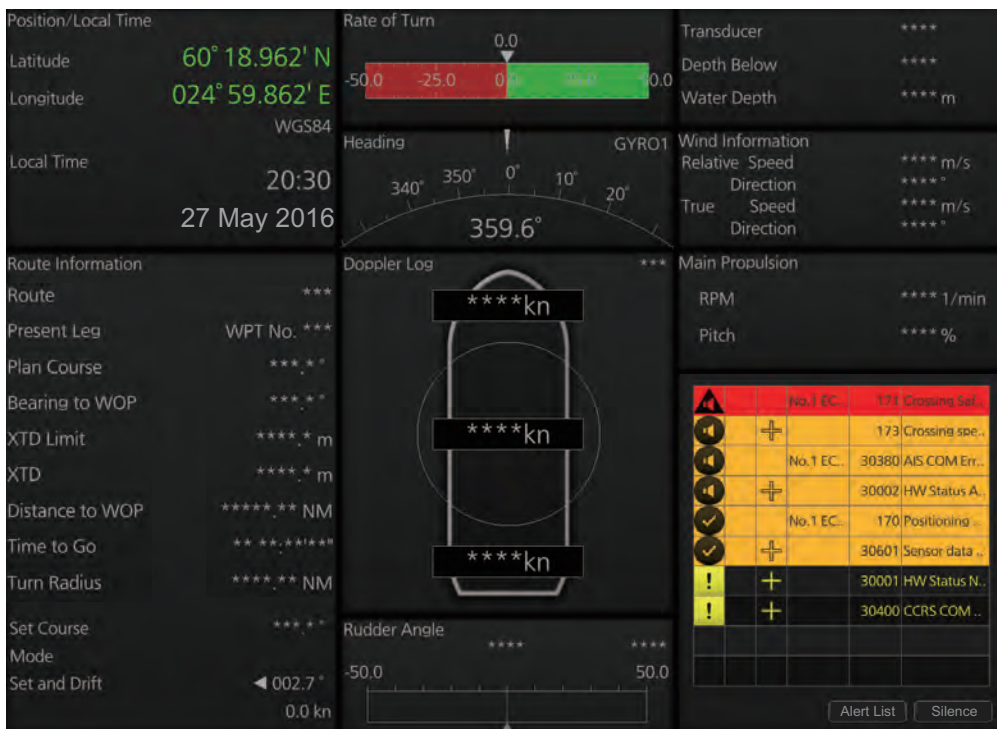 Position/Local Time
Latitude 60° 18.962' N
Longitude 024° 59.862' E
WGS84
Local Time
20:30
27 May 2016
Rate of Turn
0.0
-50.0 -25.0
Heading GYRO1
340° 350° 0° 10° 20°
359.6°
Transducer ****
Depth Below ****
Water Depth **** m
Wind Information
Relative Speed **** m/s
Direction ****°
True Speed **** m/s
Direction ****°
Route Information
Route ***
Present Leg WPT No. ***
Plan Course ***.*°
Bearing to WOP ***.*°
XTD Limit ****.* m
XTD ****.* m
Distance to WOP *****.** NM
Time to Go ** **:**'**"
Turn Radius ****.** NM
Set Course ***.*°
Mode
Set and Drift ◀ 002.7°
0.0 kn
Doppler Log ***
****kn
****kn
****kn
Rudder Angle
**** ****
-50.0 50.0
Main Propulsion
RPM **** 1/min
Pitch **** %
No.1 EC.. 171 Crossing Saf..
173 Crossing spe..
No.1 EC.. 30380 AIS COM Err..
30002 HW Status A..
No.1 EC.. 170 Positioning ..
30601 Sensor data ..
! 30001 HW Status N..
! 30400 CCRS COM ..
Alert List Silence